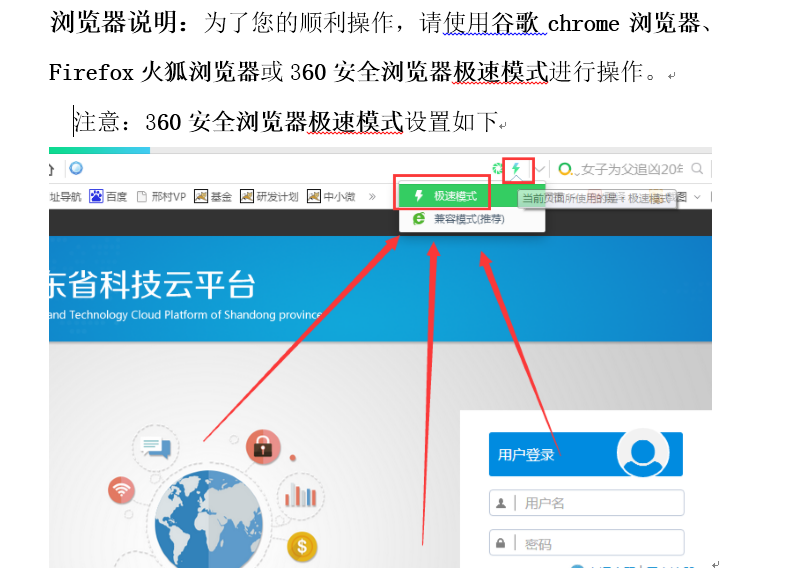 浏览器说明：为了您的顺利操作，请使用谷歌 chrome 浏览器、
Firefox 火狐浏览器或 360 安全浏览器极速模式进行操作。
注意：360 安全浏览器极速模式设置如下
女子为父追凶20年
址导航 百度 邢村VP 基金 研发计划 中小微 »
极速模式
当前页面所使用的是：极速模式
图
兼容模式(推荐)
东省科技云平台
and Technology Cloud Platform of Shandong province
用户登录
用户名
密码